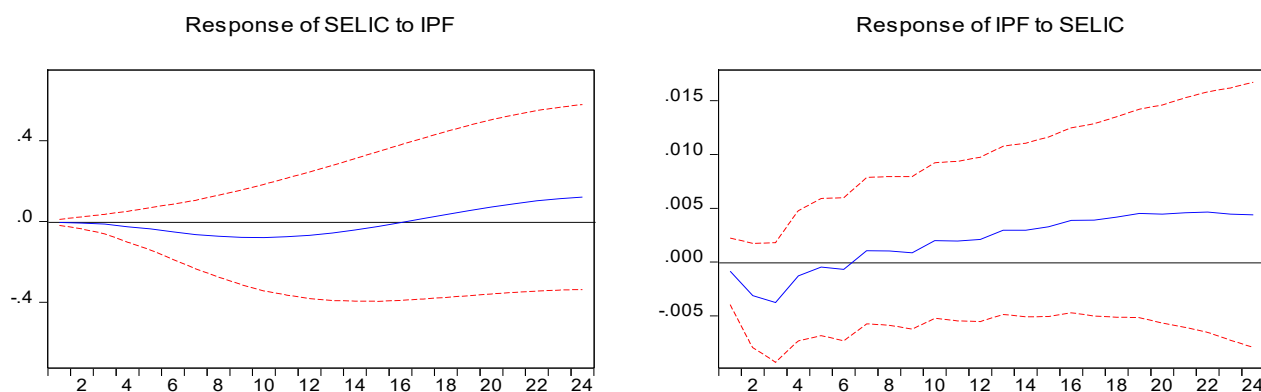 Response of SELIC to IPF
.4
.0
-.4
2 4 6 8 10 12 14 16 18 20 22 24
Response of IPF to SELIC
.015
.010
.005
.000
-.005
2 4 6 8 10 12 14 16 18 20 22 24